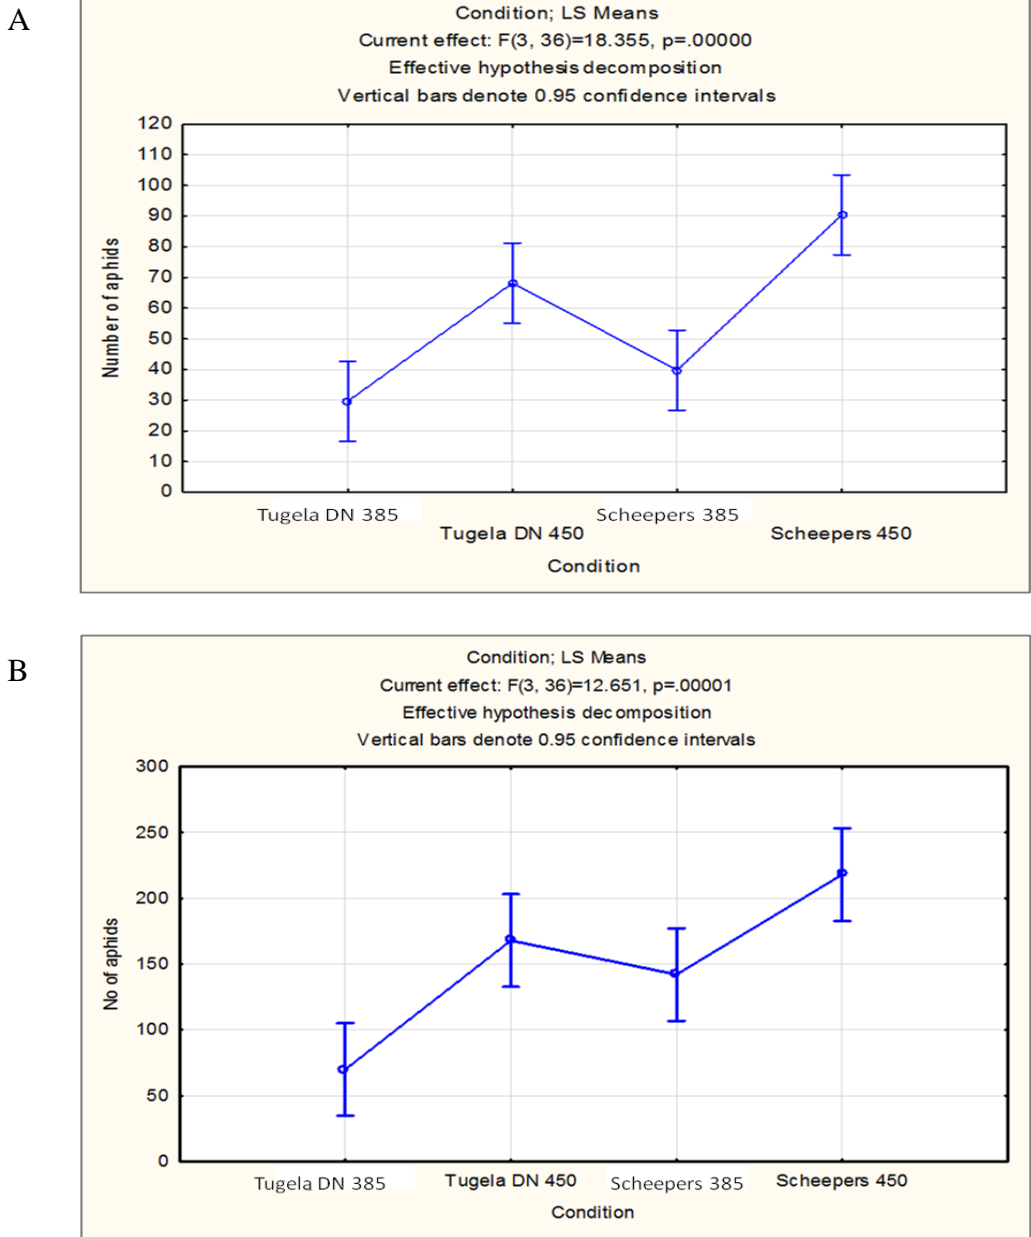 A
Condition; LS Means
Current effect: F(3, 36)=18.355, p=.00000
Effective hypothesis decomposition
Vertical bars denote 0.95 confidence intervals
120
110
100
90
80
70
60
50
40
30
20
10
0
Number of aphids
Tugela DN 385
Scheepers 385
Tugela DN 450
Scheepers 450
Condition
B
Condition; LS Means
Current effect: F(3, 36)=12.651, p=.00001
Effective hypothesis decomposition
Vertical bars denote 0.95 confidence intervals
300
250
200
150
100
50
0
No of aphids
Tugela DN 385 Tugela DN 450 Scheepers 385 Scheepers 450
Condition